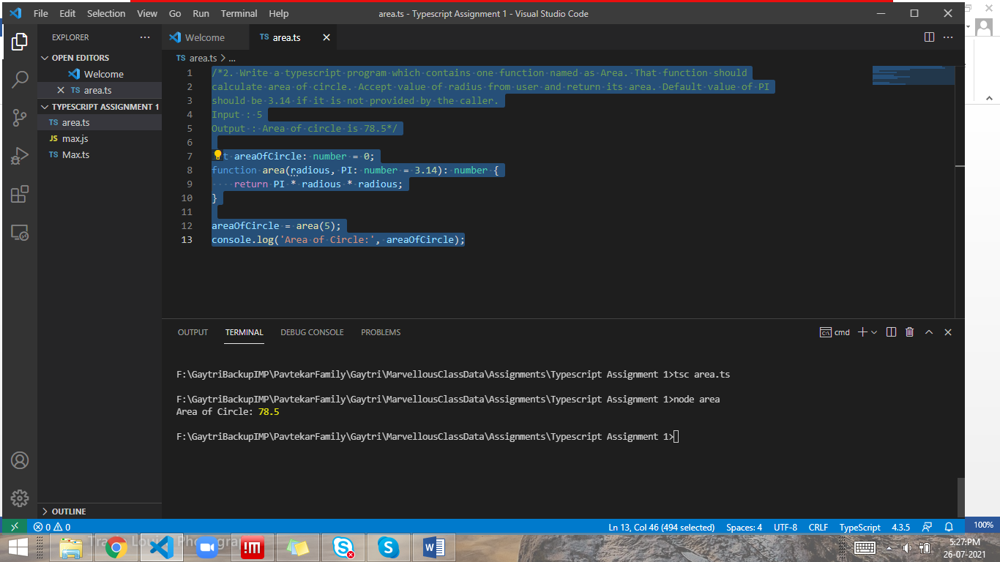 File Edit Selection View Go Run Terminal Help
area.ts - Typescript Assignment 1 - Visual Studio Code
EXPLORER
OPEN EDITORS
Welcome
TS area.ts
TYPESCRIPT ASSIGNMENT 1
TS area.ts
JS max.js
TS Max.ts
OUTLINE
Welcome
TS area.ts
TS area.ts > ...
1 /*2. Write a typescript program which contains one function named as Area. That function should
2 calculate area of circle. Accept value of radius from user and return its area. Default value of PI
3 should be 3.14 if it is not provided by the caller.
4 Input : 5
5 Output : Area of circle is 78.5*/
6
7 t areaOfCircle: number = 0;
8 function area(radious, PI: number = 3.14): number {
9 return PI * radious * radious;
10 }
11
12 areaOfCircle = area(5);
13 console.log('Area of Circle:', areaOfCircle);
OUTPUT TERMINAL DEBUG CONSOLE PROBLEMS
cmd
F:\GaytriBackupIMP\PavtekarFamily\Gaytri\MarvellousClassData\Assignments\Typescript Assignment 1>tsc area.ts
F:\GaytriBackupIMP\PavtekarFamily\Gaytri\MarvellousClassData\Assignments\Typescript Assignment 1>node area
Area of Circle: 78.5
F:\GaytriBackupIMP\PavtekarFamily\Gaytri\MarvellousClassData\Assignments\Typescript Assignment 1>
0 0
Ln 13, Col 46 (494 selected) Spaces: 4 UTF-8 CRLF TypeScript 4.3.5
100%
!m
5:27 PM
26-07-2021